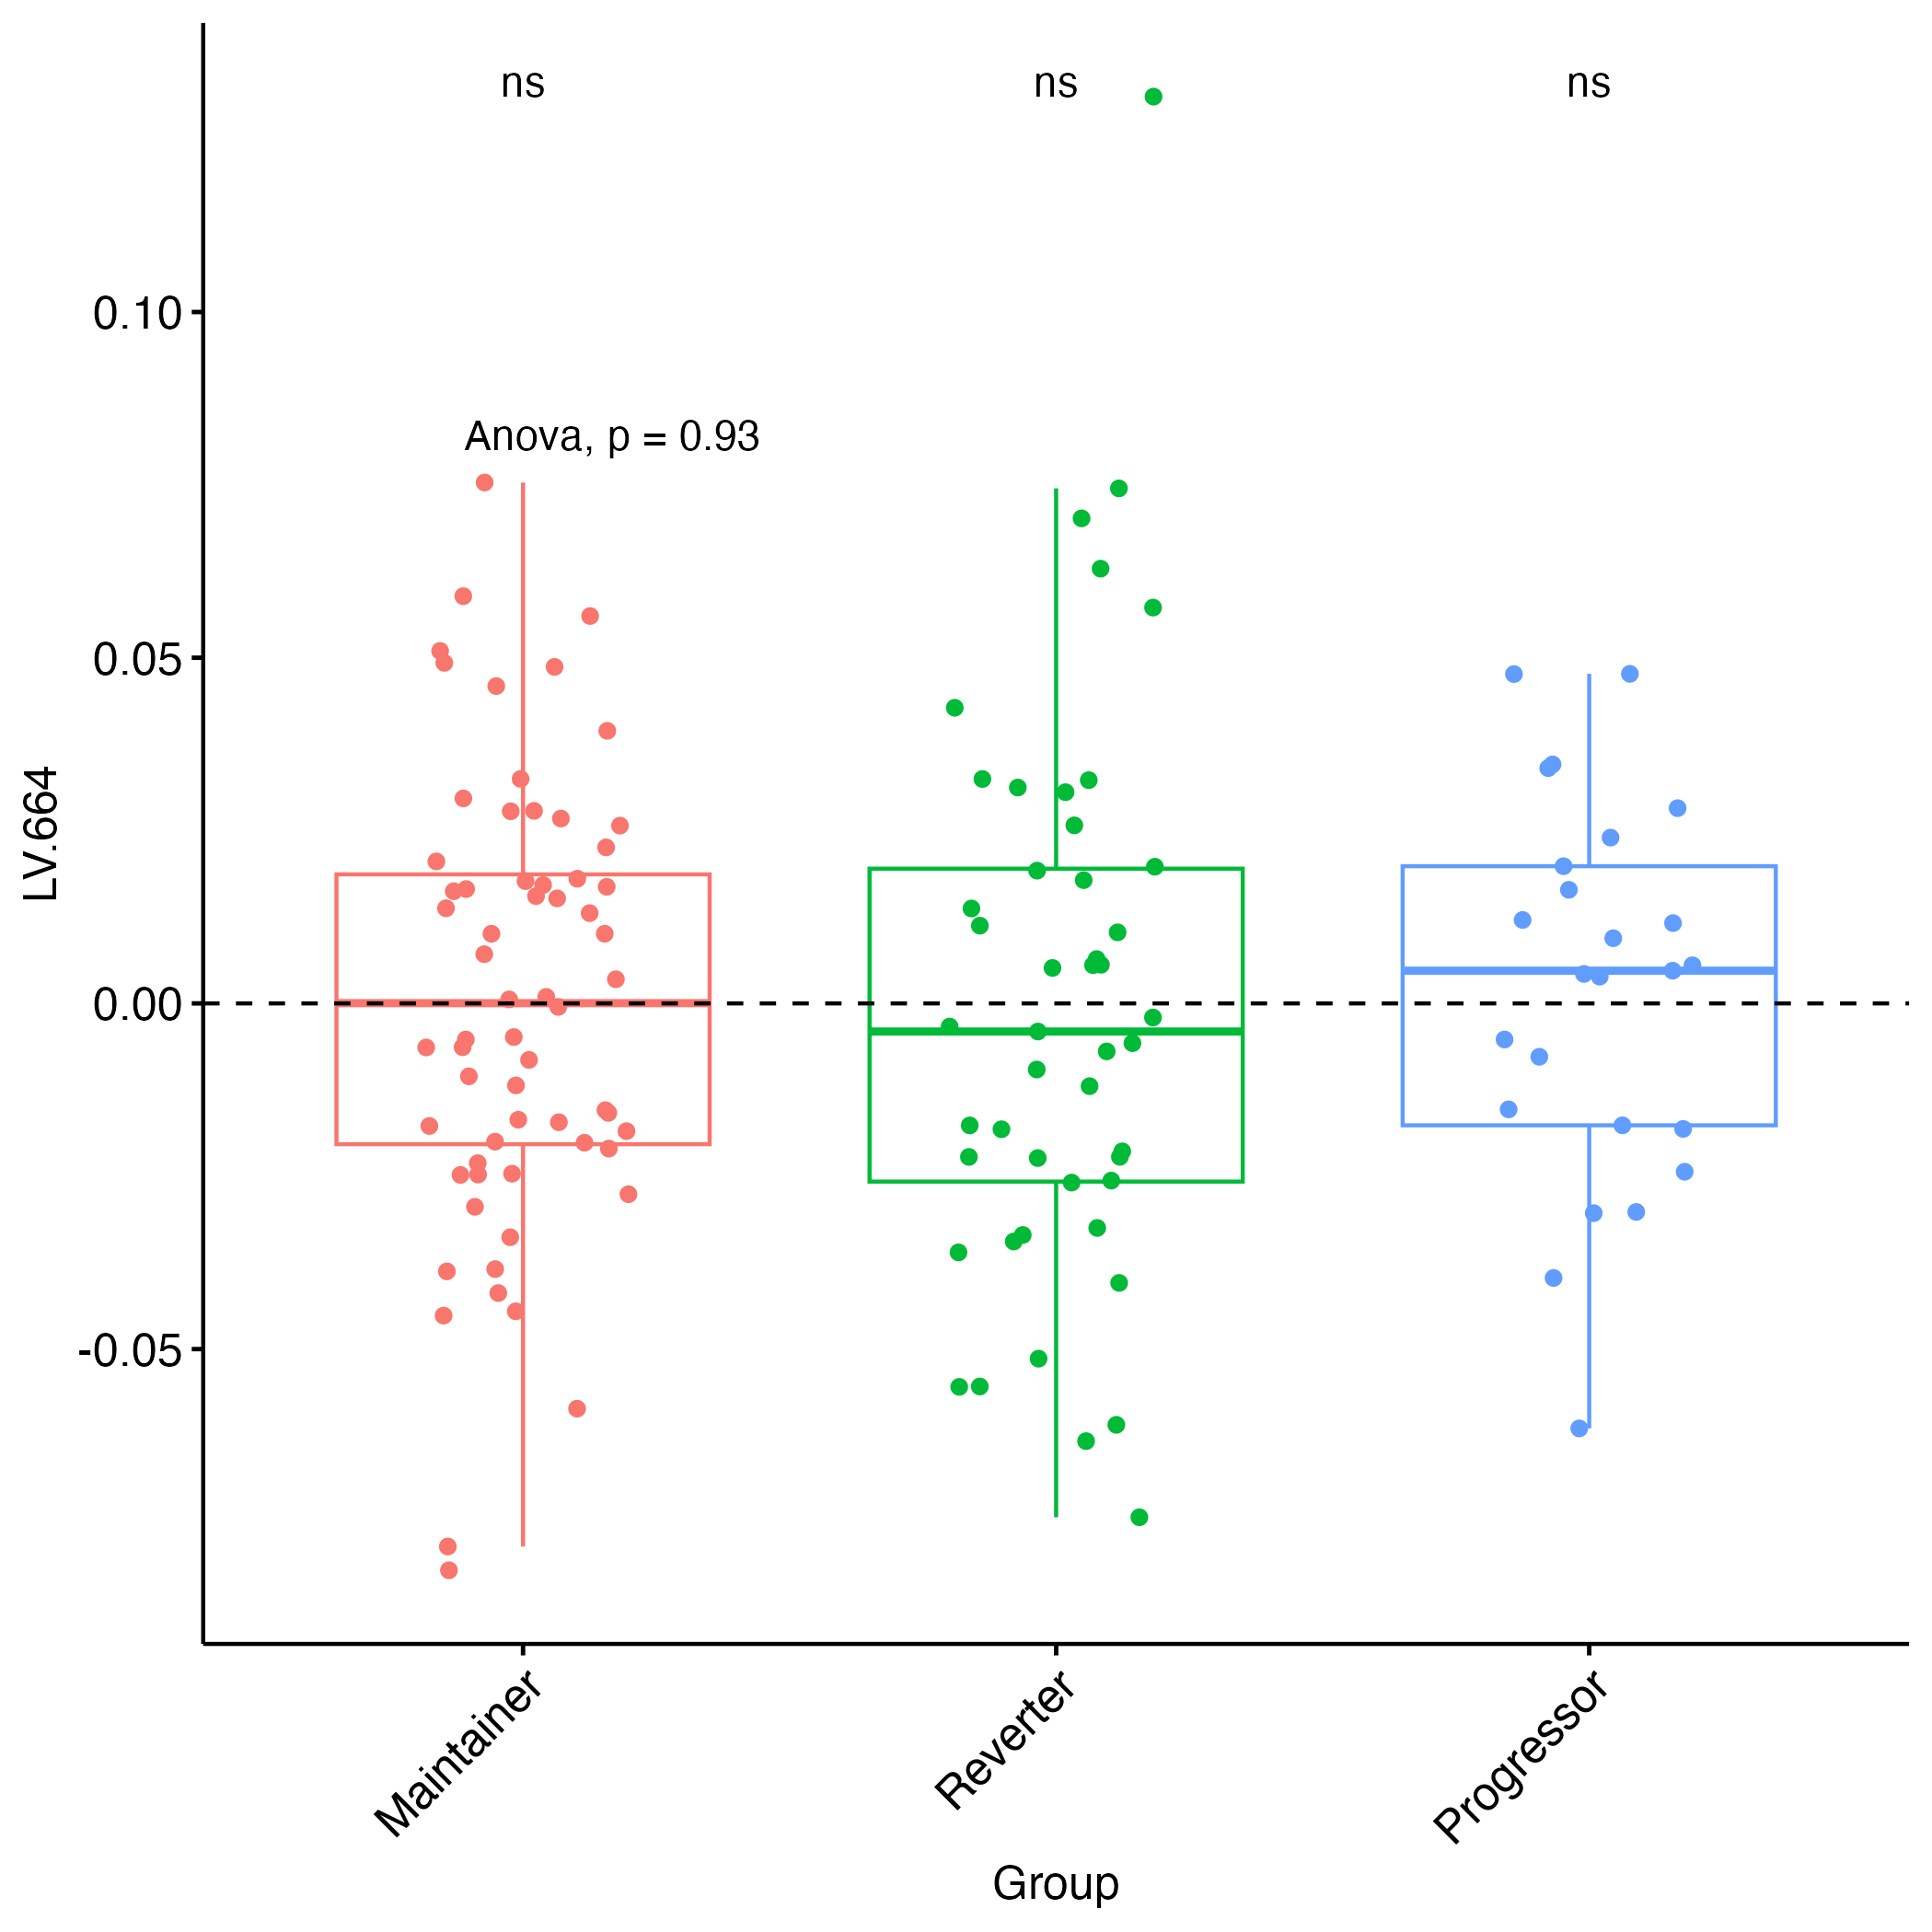 ns ns ns
0.10
Anova, p = 0.93
0.05
LV.664
0.00
-0.05
Maintainer Reverter Progressor
Group